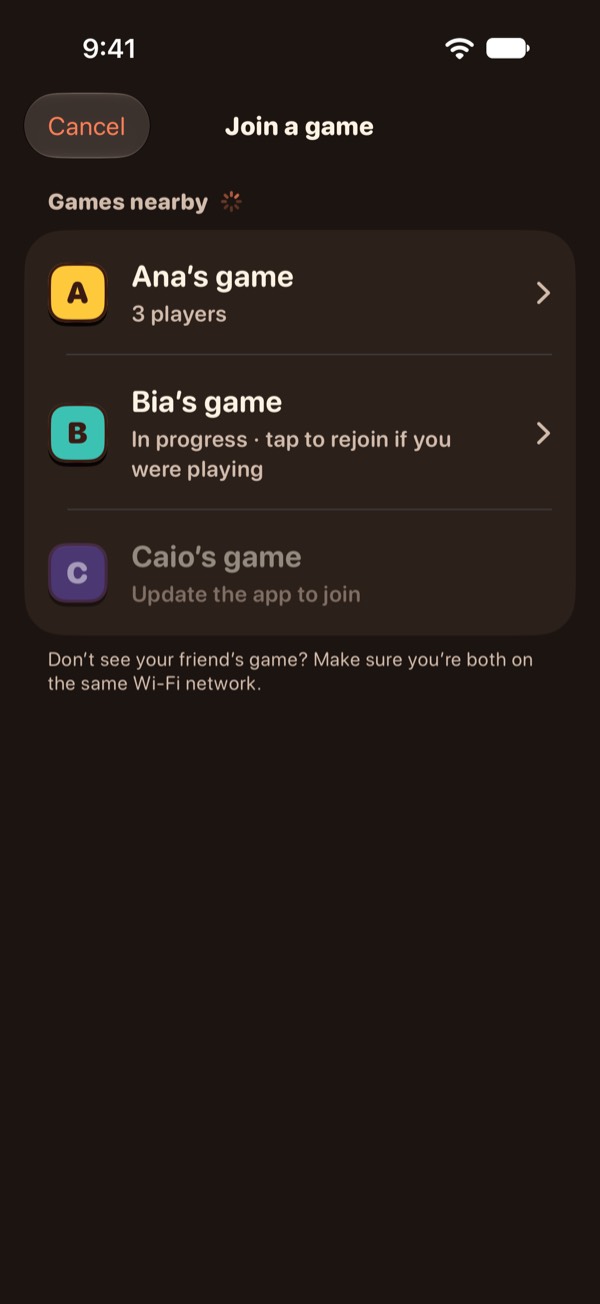 9:41
Cancel
Join a game
Games nearby
A
Ana’s game
3 players
B
Bia’s game
In progress · tap to rejoin if you
were playing
C
Caio’s game
Update the app to join
Don’t see your friend’s game? Make sure you’re both on
the same Wi-Fi network.